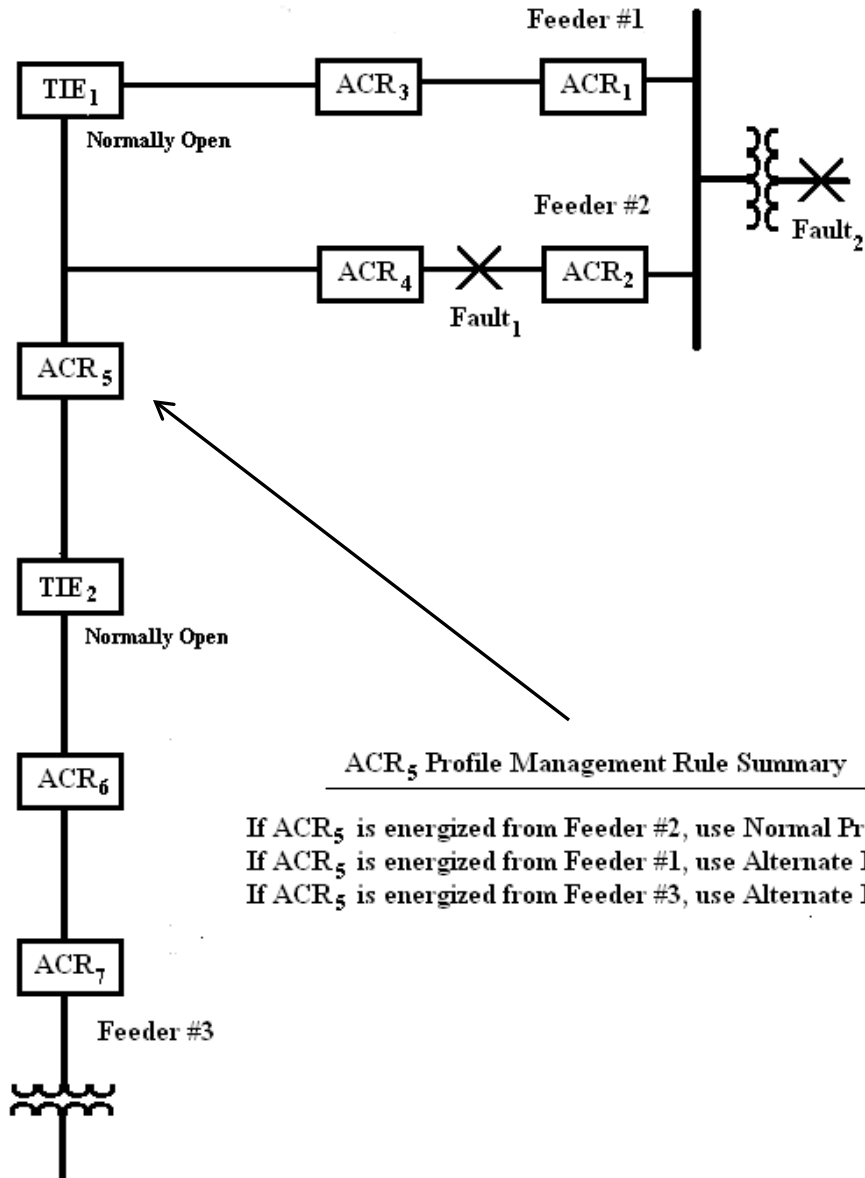 Feeder #1
TIE1
ACR3
ACR1
Normally Open
Feeder #2
Fault2
ACR4
ACR2
Fault1
ACR5
TIE2
Normally Open
ACR6
ACR5 Profile Management Rule Summary
If ACR5 is energized from Feeder #2, use Normal Pr
If ACR5 is energized from Feeder #1, use Alternate
If ACR5 is energized from Feeder #3, use Alternate
ACR7
Feeder #3